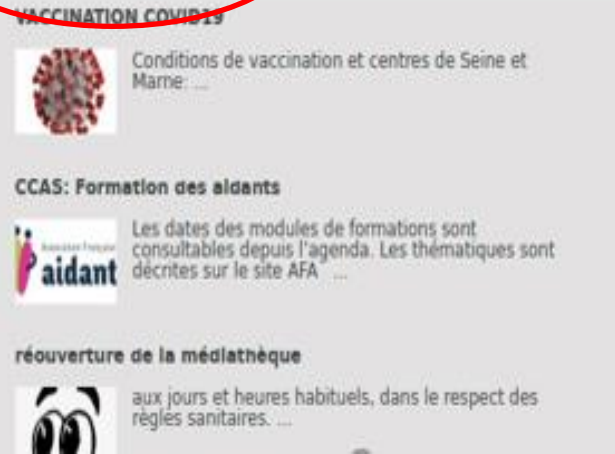 VACCINATION COVID19
Conditions de vaccination et centres de Seine et
Marne: ...
CCAS: Formation des aidants
Les dates des modules de formations sont
consultables depuis l'agenda. Les thématiques sont
décrites sur le site AFA ...
Association Française
aidant
réouverture de la médiathèque
aux jours et heures habituels, dans le respect des
règles sanitaires. ...